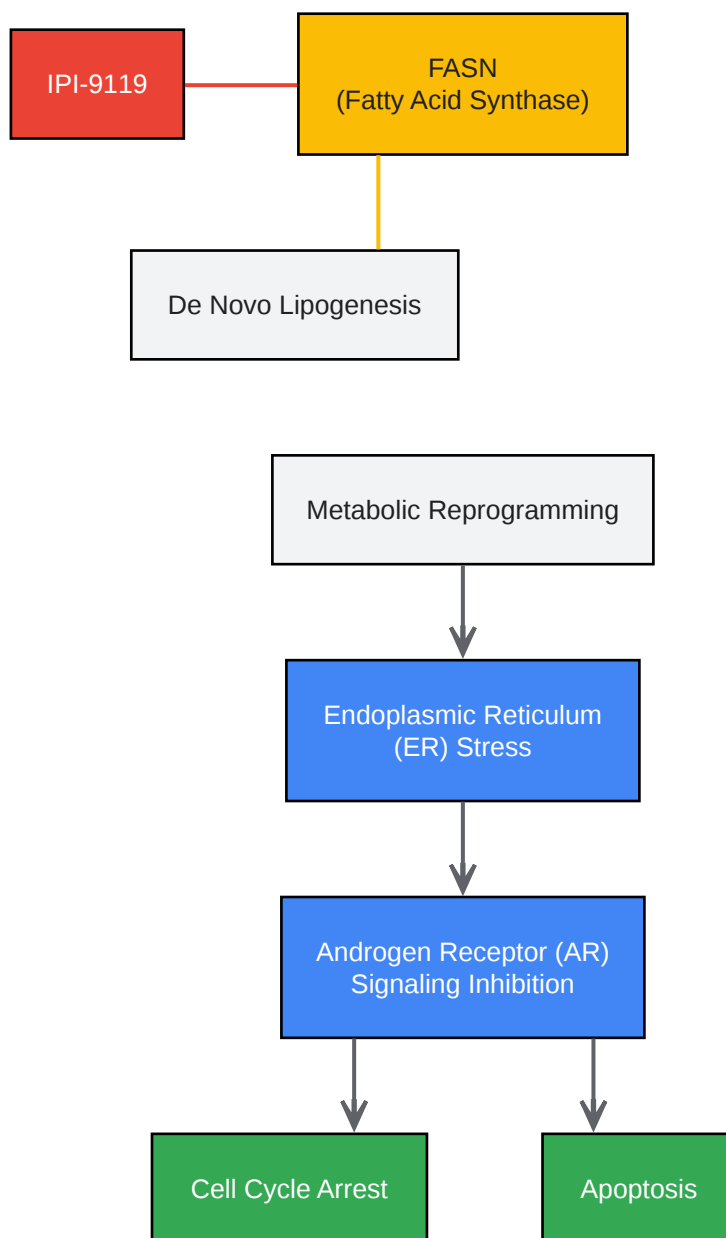 IPI-9119
FASN
(Fatty Acid Synthase)
De Novo Lipogenesis
Metabolic Reprogramming
Endoplasmic Reticulum
(ER) Stress
Androgen Receptor (AR)
Signaling Inhibition
Cell Cycle Arrest
Apoptosis